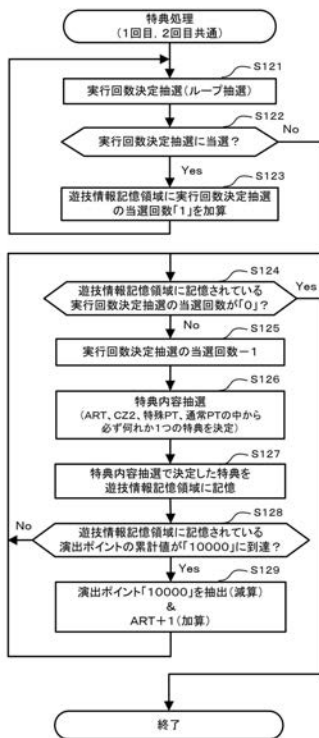 特典処理
(1回目，2回目共通)
S121
実行回数決定抽選(ループ抽選)
S122
実行回数決定抽選に当選？
No
Yes
S123
遊技情報記憶領域に実行回数決定抽選
の当選回数「1」を加算
S124
遊技情報記憶領域に記憶されている
実行回数決定抽選の当選回数が「0」？
Yes
No
S125
実行回数決定抽選の当選回数－1
S126
特典内容抽選
(ART、CZ2、特殊PT、通常PTの中から
必ず何れか1つの特典を決定)
S127
特典内容抽選で決定した特典を
遊技情報記憶領域に記憶
S128
No
遊技情報記憶領域に記憶されている
演出ポイントの累計値が「10000」に到達？
Yes
S129
演出ポイント「10000」を抽出(減算)
&
ART＋1(加算)
終了